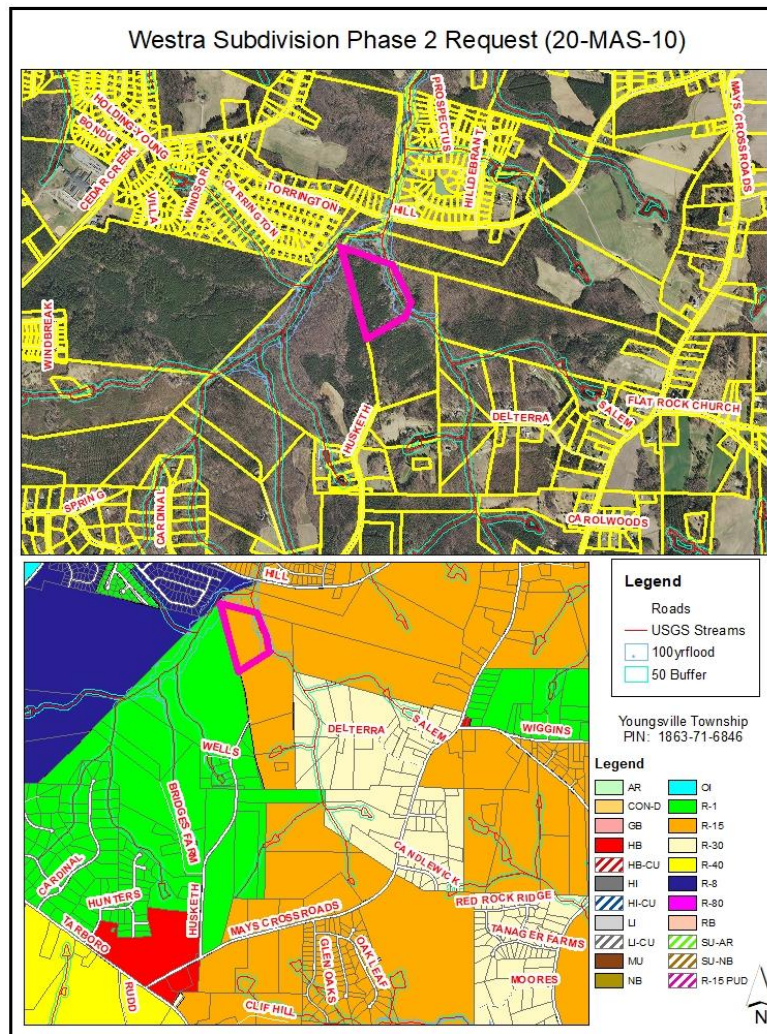 Westra Subdivision Phase 2 Request (20-MAS-10)
HOLDING-YOUNG
BONDU
CEDAR CREEK
VILLA
WINDSOR
CARRINGTON
TORRINGTON
PROSPECTUS
HILLDEBRANT
HILL
MAYS CROSSROADS
WINDBREAK
HUSKETH
DELTERRA
SALEM
FLAT ROCK CHURCH
SPRING
CARDINAL
CAROLWOODS
HILL
DELTERRA
SALEM
WIGGINS
WELLS
BRIDGES FARM
CARDINAL
HUNTERS
HUSKETH
TARBORO
RUDD
MAYS CROSSROADS
CANDLEWICK
RED ROCK RIDGE
TANAGER FARMS
MOORES
GLEN OAKS
OAK LEAF
CLIF HILL
Legend
Roads
USGS Streams
100yrflood
50 Buffer
Youngsville Township
PIN: 1863-71-6846
Legend
AR
CON-D
GB
HB
HB-CU
HI
HI-CU
LI
LI-CU
MU
NB
OI
R-1
R-15
R-30
R-40
R-8
R-80
RB
SU-AR
SU-NB
R-15 PUD
N